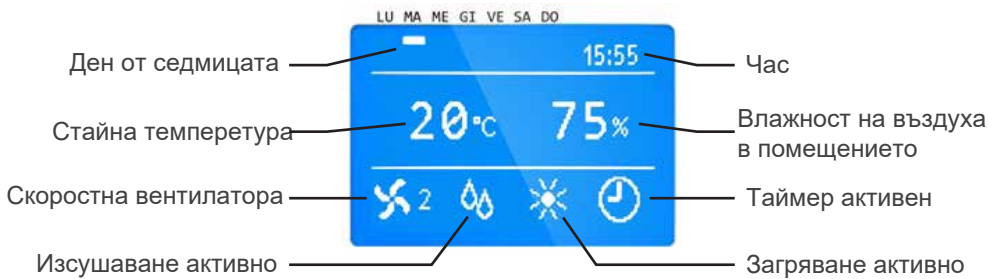 LU MA ME GI VE SA DO
Ден от седмицата
15:55
Час
Стайна темперетура
20°C
75%
Влажност на въздуха
в помещението
Скоростна вентилатора
2
Таймер активен
Изсушаване активно
Загряване активно